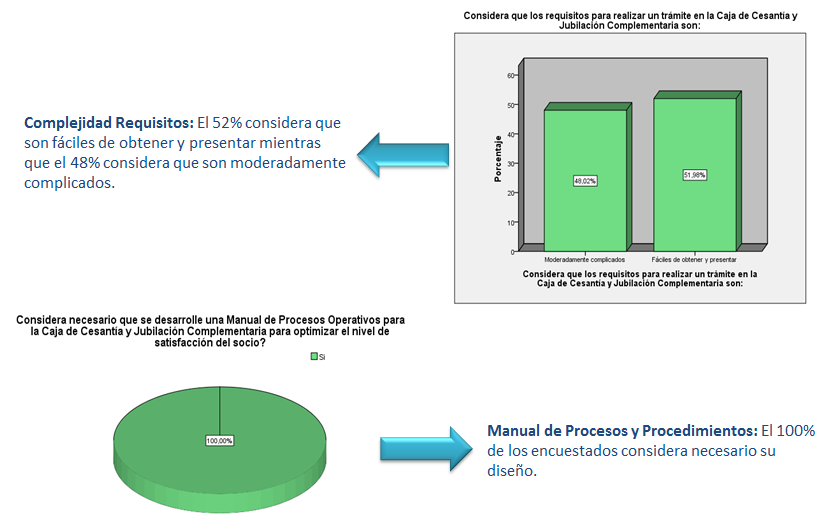 Considera que los requisitos para realizar un trámite en la Caja de Cesantía y
Jubilación Complementaria son:
Complejidad Requisitos: El 52% considera que
son fáciles de obtener y presentar mientras
que el 48% considera que son moderadamente
complicados.
Porcentaje
60
50
40
30
20
10
0
48,02%
51,98%
Moderadamente complicados
Fáciles de obtener y presentar
Considera que los requisitos para realizar un trámite en la
Caja de Cesantía y Jubilación Complementaria son:
Considera necesario que se desarrolle una Manual de Procesos Operativos para
la Caja de Cesantía y Jubilación Complementaria para optimizar el nivel de
satisfacción del socio?
Si
100,00%
Manual de Procesos y Procedimientos: El 100%
de los encuestados considera necesario su
diseño.